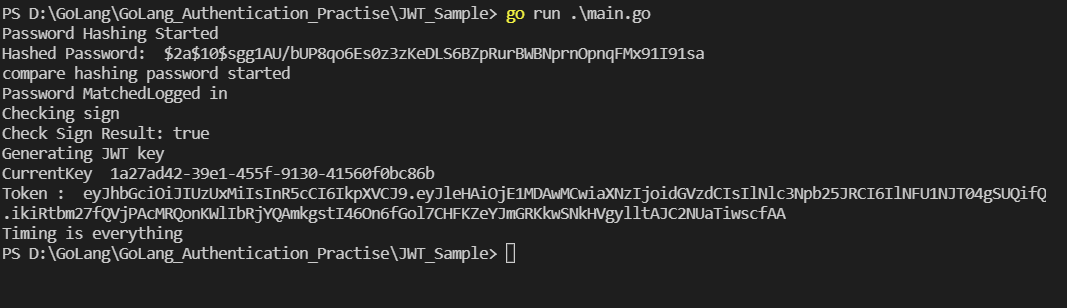 PS D:\GoLang\GoLang_Authentication_Practise\JWT_Sample> go run .\main.go
Password Hashing Started
Hashed Password:  $2a$10$sgg1AU/bUP8qo6Es0z3zKeDLS6BZpRurBWBNprnOpnqFMx91I91sa
compare hashing password started
Password MatchedLogged in
Checking sign
Check Sign Result: true
Generating JWT key
CurrentKey  1a27ad42-39e1-455f-9130-41560f0bc86b
Token :  eyJhbGciOiJIUzUxMiIsInR5cCI6IkpXVCJ9.eyJleHAiOjE1MDAwMCwiaXNzIjoidGVzdCIsIlNlc3Npb25JRCI6IlNFU1NJT04gSUQifQ
.ikiRtbm27fQVjPAcMRQonKWlIbRjYQAmkgstI46On6fGol7CHFKZeYJmGRKkwSNkHVgylltAJC2NUaTiwscfAA
Timing is everything
PS D:\GoLang\GoLang_Authentication_Practise\JWT_Sample>